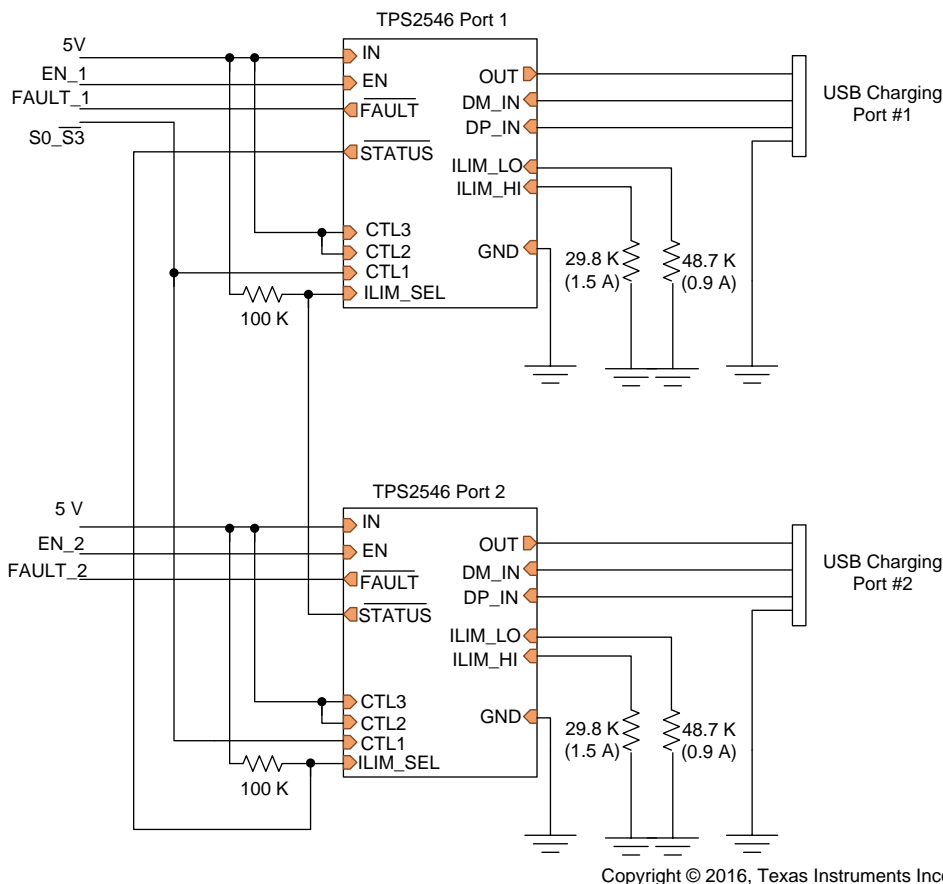 TPS2546 Port 1
5V
EN_1
FAULT_1
S0_S3
IN
EN
FAULT
STATUS
CTL3
CTL2
CTL1
ILIM_SEL
100 K
OUT
DM_IN
DP_IN
ILIM_LO
ILIM_HI
GND
29.8 K
(1.5 A)
48.7 K
(0.9 A)
USB Charging
Port #1
TPS2546 Port 2
5 V
EN_2
FAULT_2
IN
EN
FAULT
STATUS
CTL3
CTL2
CTL1
ILIM_SEL
100 K
OUT
DM_IN
DP_IN
ILIM_LO
ILIM_HI
GND
29.8 K
(1.5 A)
48.7 K
(0.9 A)
USB Charging
Port #2
Copyright © 2016, Texas Instruments Inc